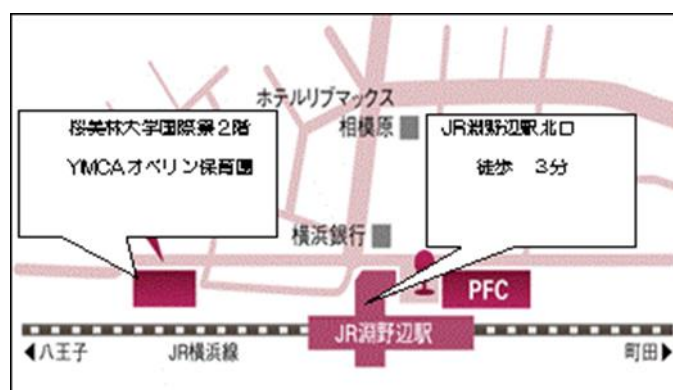 ホテルリブマックス
相模原
桜美林大学国際寮2階
YMCAオベリン保育園
JR淵野辺駅北口
徒歩 3分
横浜銀行
PFC
JR淵野辺駅
◀八王子
JR横浜線
町田▶